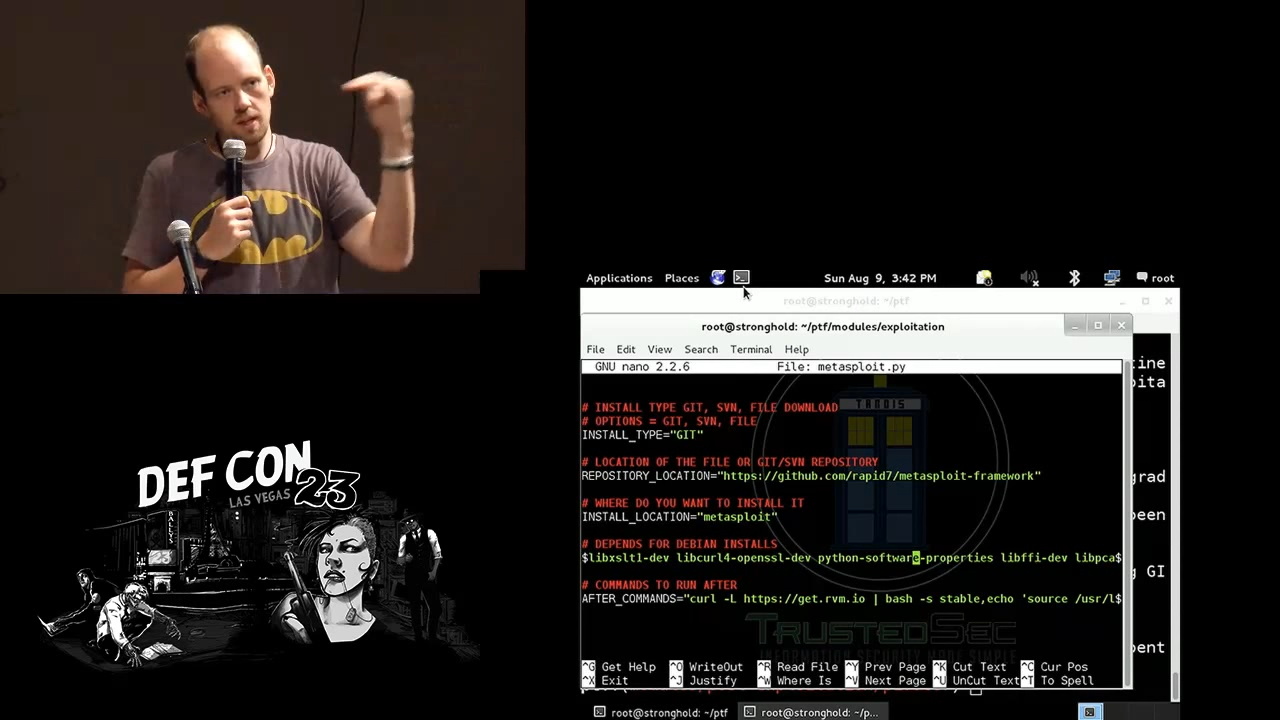 Applications Places Sun Aug 9, 3:42 PM root
root@stronghold: ~/ptf
root@stronghold: ~/ptf/modules/exploitation
File Edit View Search Terminal Help
GNU nano 2.2.6 File: metasploit.py
# INSTALL TYPE GIT, SVN, FILE DOWNLOAD
# OPTIONS = GIT, SVN, FILE
INSTALL_TYPE="GIT"
# LOCATION OF THE FILE OR GIT/SVN REPOSITORY
REPOSITORY_LOCATION="https://github.com/rapid7/metasploit-framework"
# WHERE DO YOU WANT TO INSTALL IT
INSTALL_LOCATION="metasploit"
# DEPENDS FOR DEBIAN INSTALLS
$libxslt1-dev libcurl4-openssl-dev python-software-properties libffi-dev libpca$
# COMMANDS TO RUN AFTER
AFTER_COMMANDS="curl -L https://get.rvm.io | bash -s stable,echo 'source /usr/l$
TARDIS
TRUSTEDSEC
INFORMATION SECURITY MADE SIMPLE
^G Get Help ^O WriteOut ^R Read File ^Y Prev Page ^K Cut Text ^C Cur Pos
^X Exit ^J Justify ^W Where Is ^V Next Page ^U UnCut Text ^T To Spell
root@stronghold: ~/ptf root@stronghold: ~/p...
DEF CON 23
LAS VEGAS
BALLYS